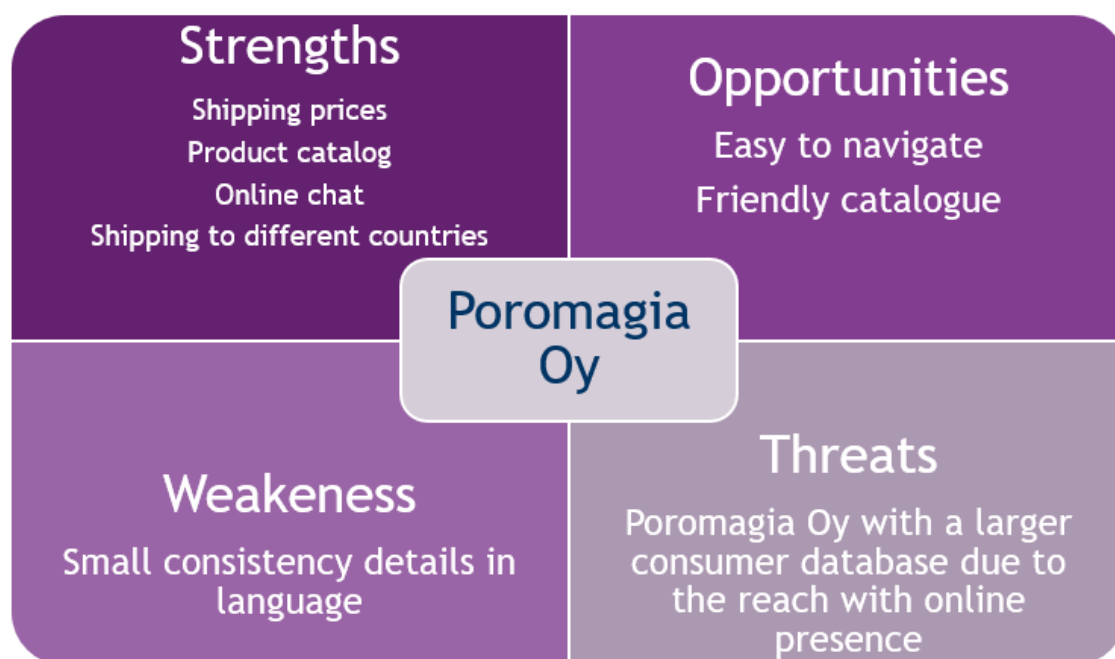 Strengths
Shipping prices
Product catalog
Online chat
Shipping to different countries
Opportunities
Easy to navigate
Friendly catalogue
Poromagia
Oy
Weakeness
Small consistency details in
language
Threats
Poromagia Oy with a larger
consumer database due to
the reach with online
presence